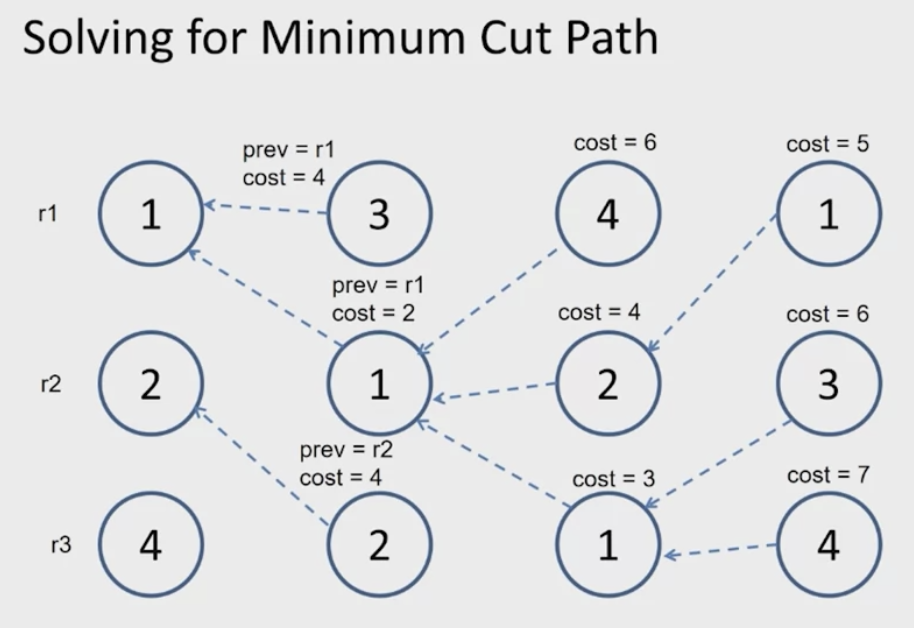 Solving for Minimum Cut Path
prev = r1
cost = 4
cost = 6
cost = 5
r1
1
3
4
1
prev = r1
cost = 2
cost = 4
cost = 6
r2
2
1
2
3
prev = r2
cost = 4
cost = 3
cost = 7
r3
4
2
1
4